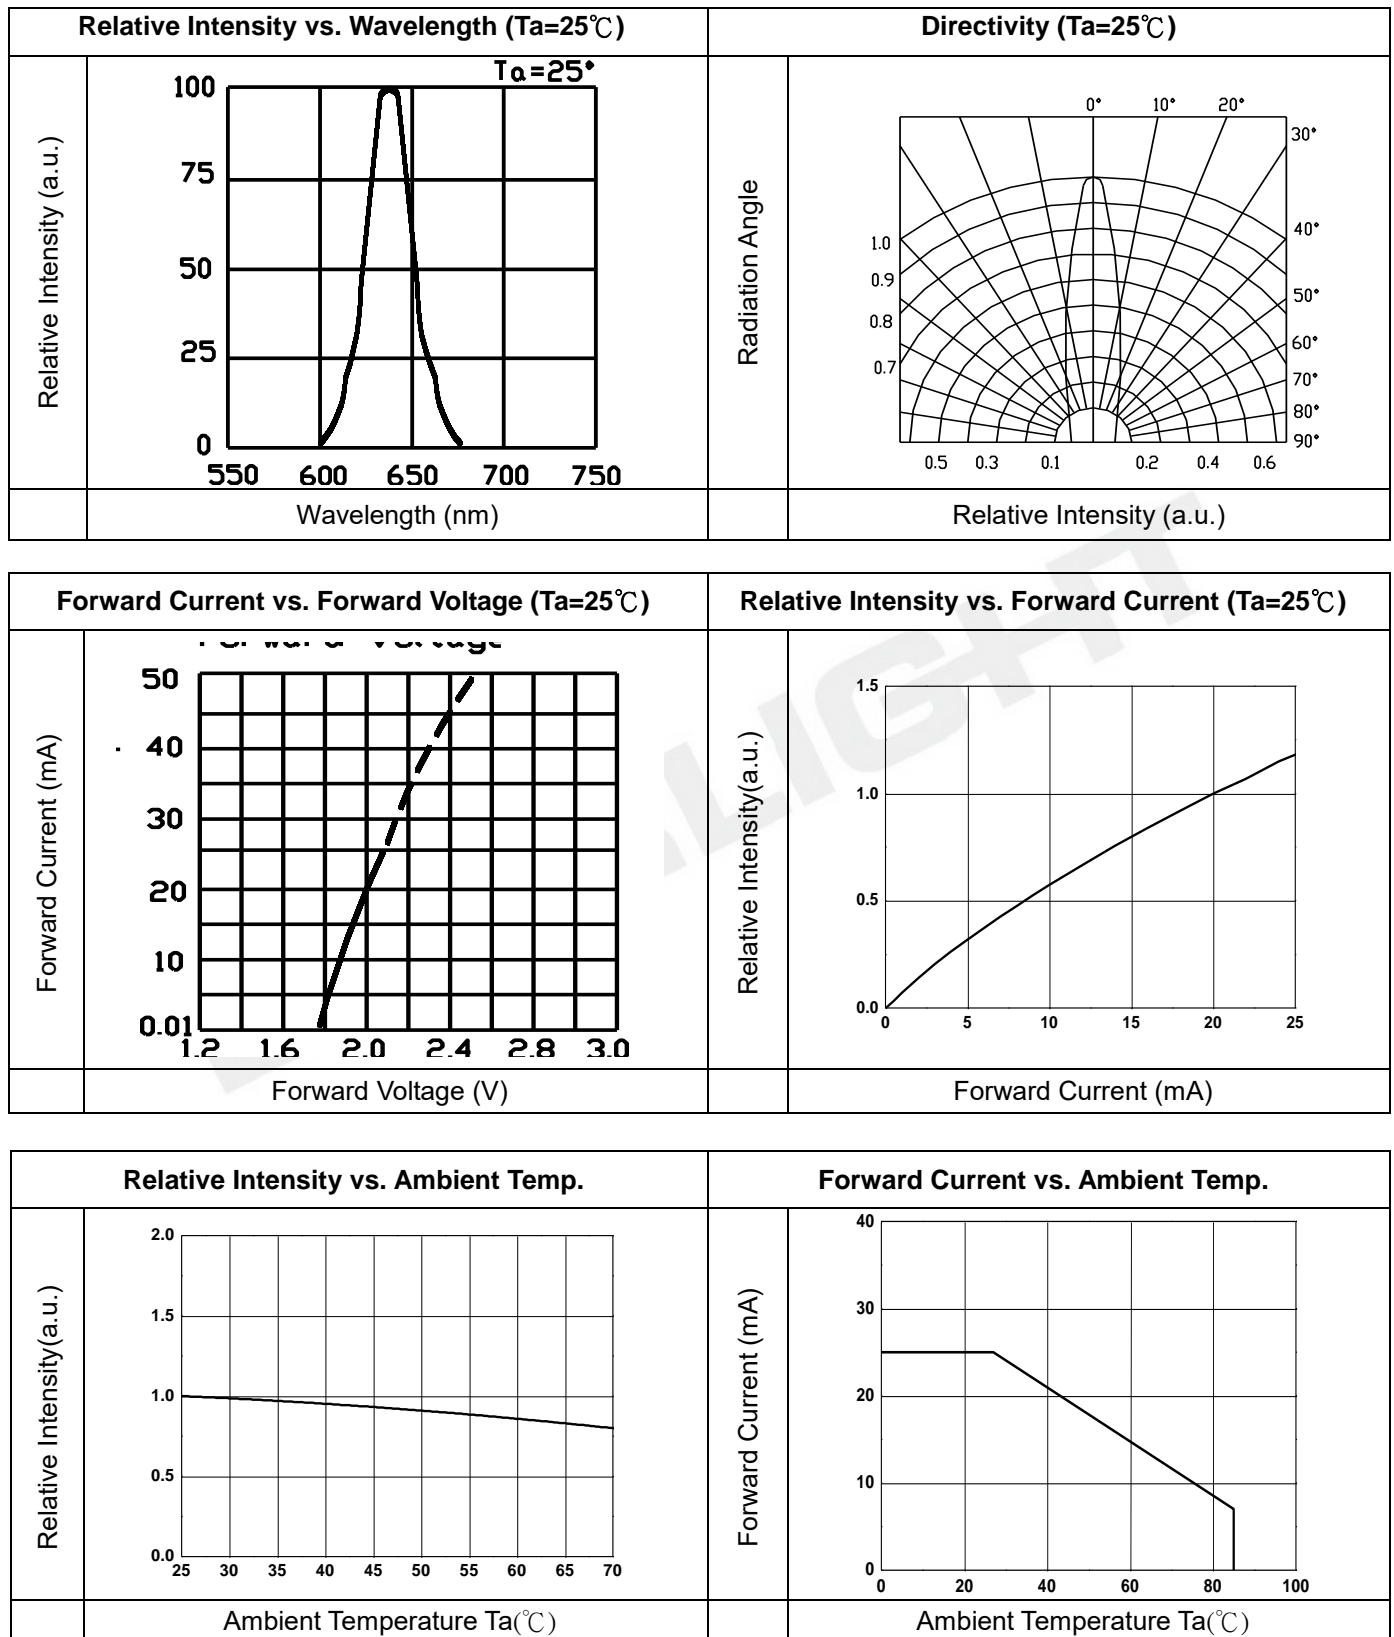 Relative Intensity vs. Wavelength (Ta=25℃)
Directivity (Ta=25℃)
Relative Intensity (a.u.)
Ta=25°
100
75
50
25
0
550 600 650 700 750
Wavelength (nm)
Radiation Angle
0° 10° 20°
30°
40°
50°
60°
70°
80°
90°
1.0
0.9
0.8
0.7
0.5 0.3 0.1 0.2 0.4 0.6
Relative Intensity (a.u.)
Forward Current vs. Forward Voltage (Ta=25℃)
Relative Intensity vs. Forward Current (Ta=25℃)
Forward Current (mA)
Forward Voltage
50
40
30
20
10
0.01
1.2 1.6 2.0 2.4 2.8 3.0
Forward Voltage (V)
Relative Intensity(a.u.)
1.5
1.0
0.5
0.0
0 5 10 15 20 25
Forward Current (mA)
Relative Intensity vs. Ambient Temp.
Forward Current vs. Ambient Temp.
Relative Intensity(a.u.)
2.0
1.5
1.0
0.5
0.0
25 30 35 40 45 50 55 60 65 70
Ambient Temperature Ta(℃)
Forward Current (mA)
40
30
20
10
0
0 20 40 60 80 100
Ambient Temperature Ta(℃)